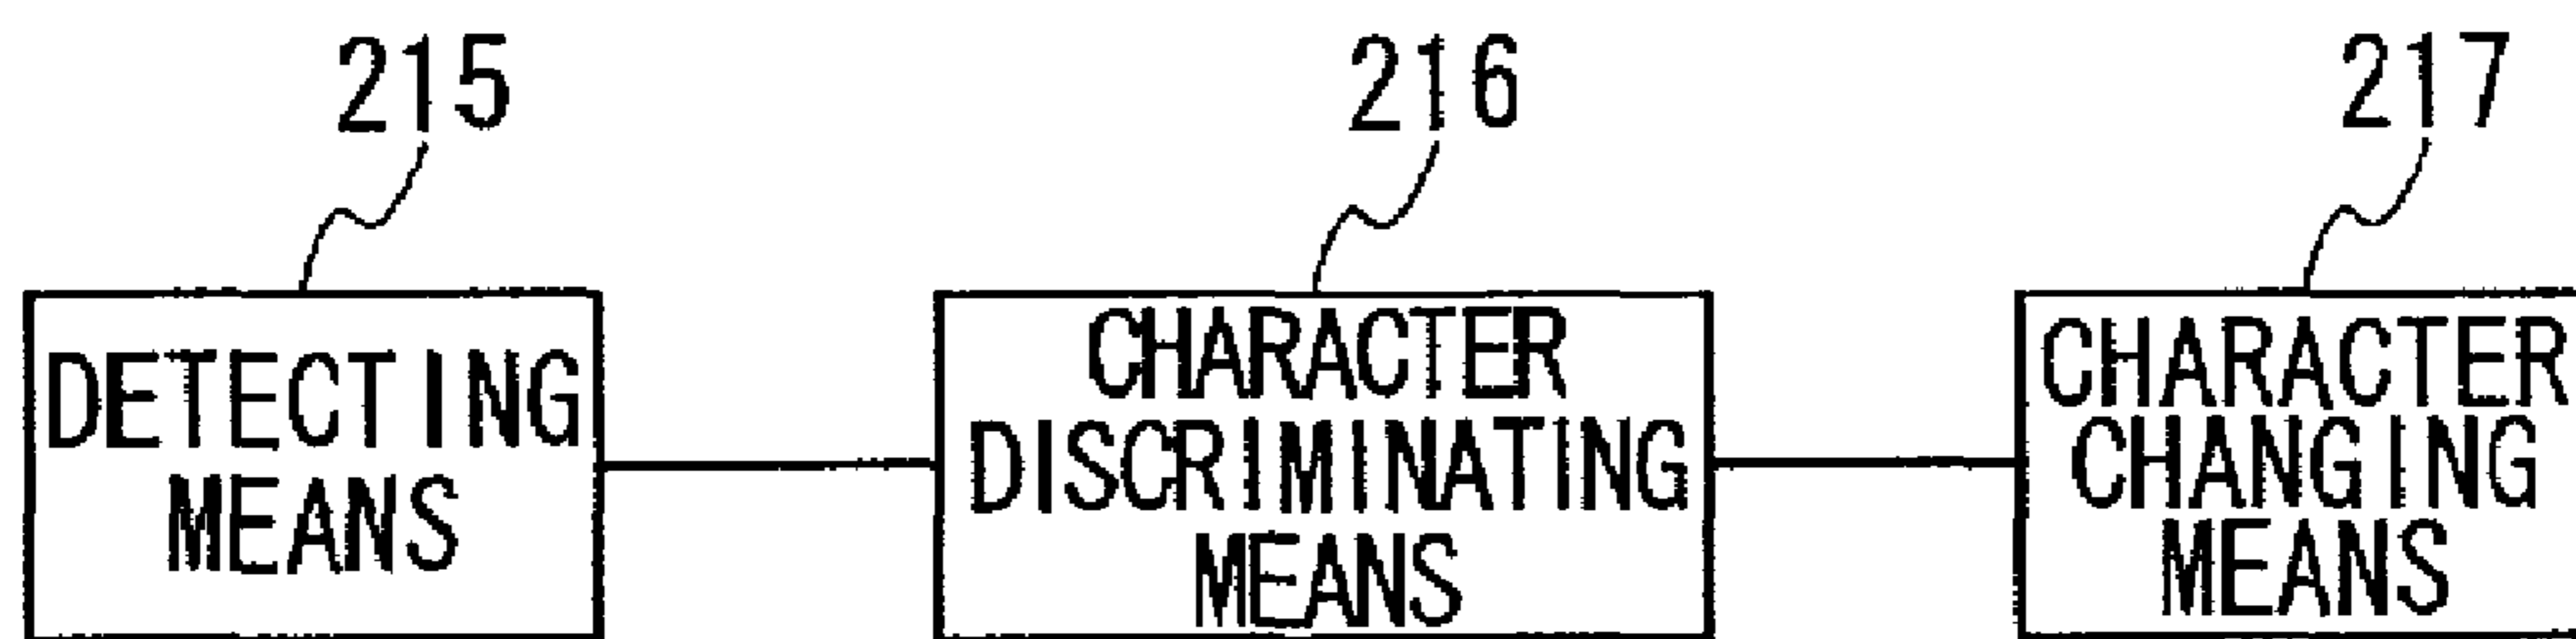 215
216
217
DETECTING
MEANS
CHARACTER
DISCRIMINATING
MEANS
CHARACTER
CHANGING
MEANS